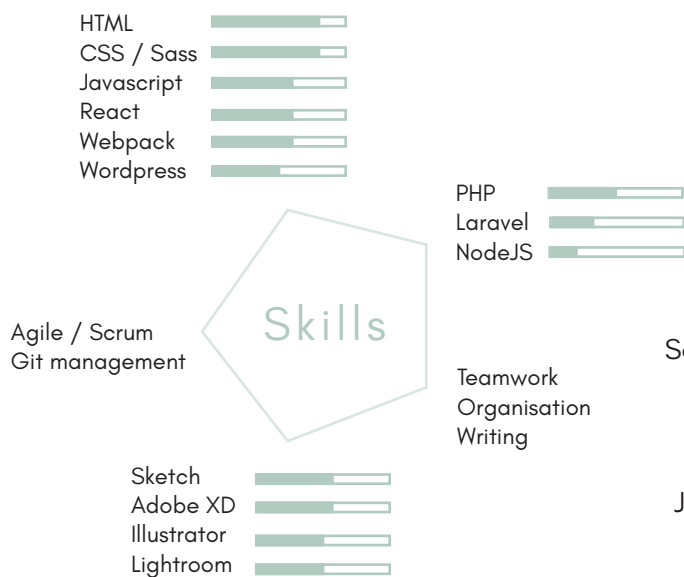 HTML
CSS / Sass
Javascript
React
Webpack
Wordpress
PHP
Laravel
NodeJS
Skills
Agile / Scrum
Git management
Teamwork
Organisation
Writing
Sketch
Adobe XD
Illustrator
Lightroom